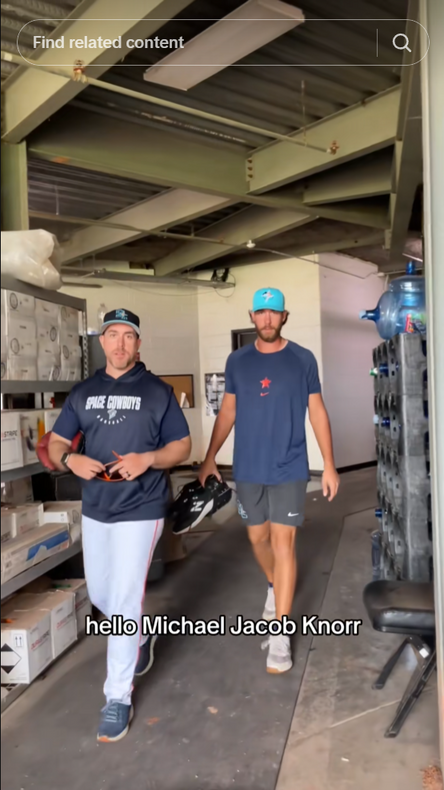 Find related content
SPACE COWBOYS
BASEBALL
hello Michael Jacob Knorr